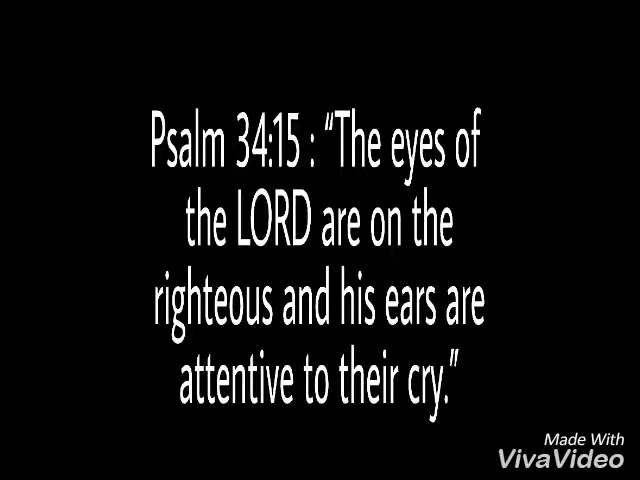 Psalm 34:15 : “The eyes of
the LORD are on the
righteous and his ears are
attentive to their cry.”
Made With
VivaVideo